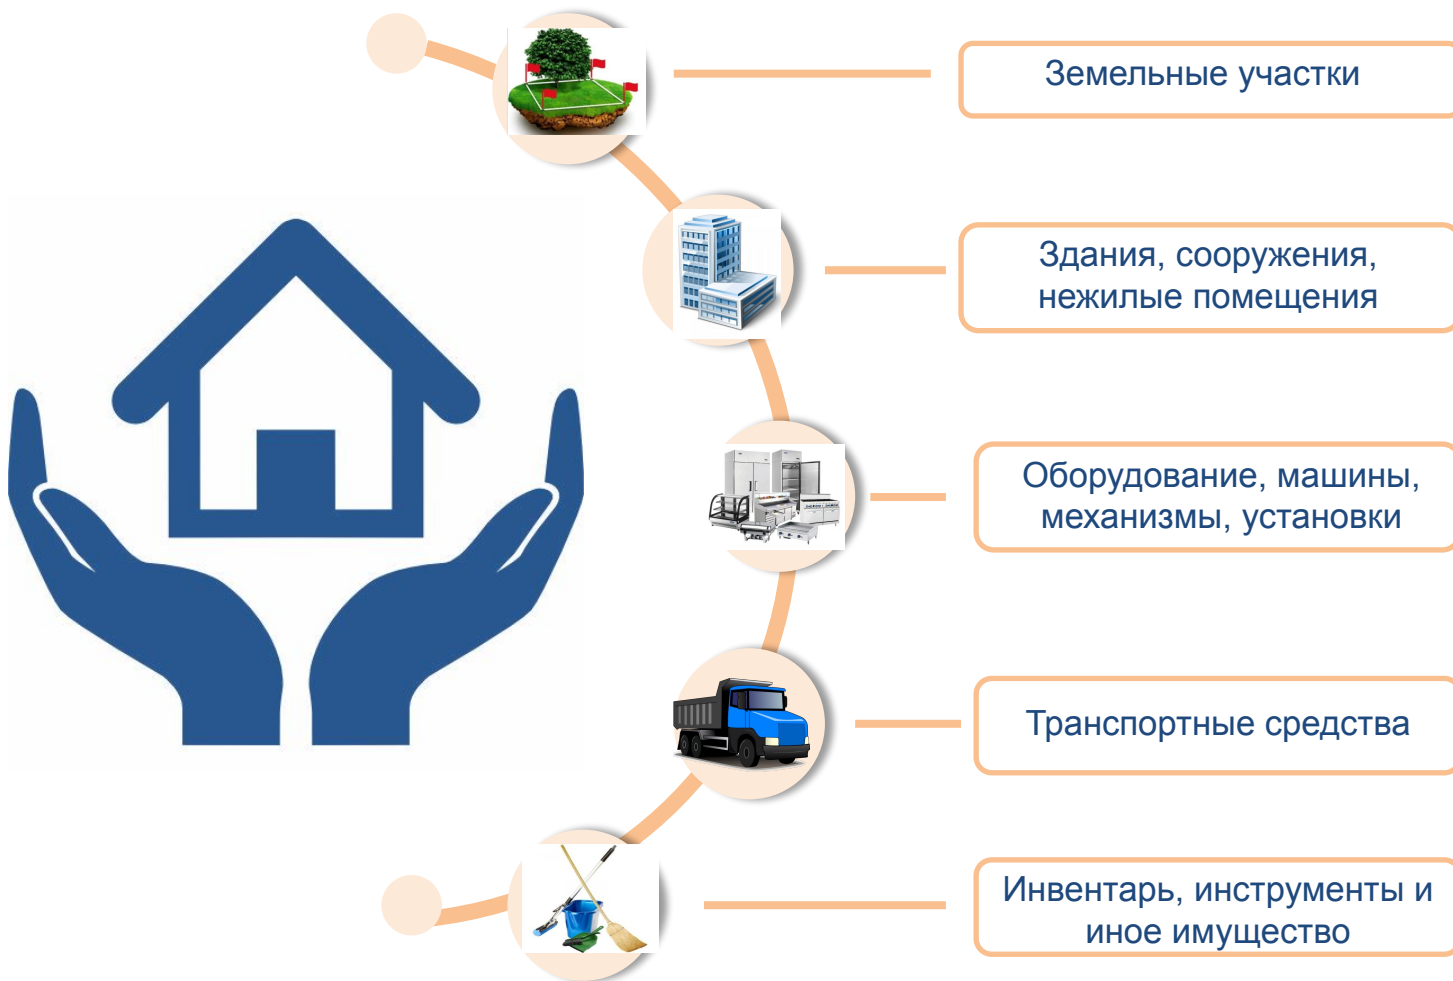 Земельные участки
Здания, сооружения,
нежилые помещения
Оборудование, машины,
механизмы, установки
Транспортные средства
Инвентарь, инструменты и
иное имущество